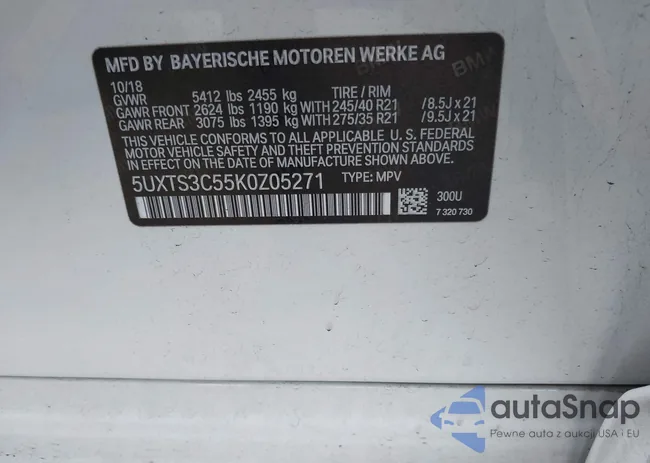 MFD BY BAYERISCHE MOTOREN WERKE AG
10/18
GVWR 5412 lbs 2455 kg TIRE / RIM
GAWR FRONT 2624 lbs 1190 kg WITH 245/40 R21 /8.5J x 21
GAWR REAR 3075 lbs 1395 kg WITH 275/35 R21 /9.5J x 21
THIS VEHICLE CONFORMS TO ALL APPLICABLE U. S. FEDERAL
MOTOR VEHICLE SAFETY AND THEFT PREVENTION STANDARDS
IN EFFECT ON THE DATE OF MANUFACTURE SHOWN ABOVE.
5UXTS3C55K0Z05271 TYPE: MPV
300U
7 320 730
autaSnap
Pewne auta z aukcji USA i EU